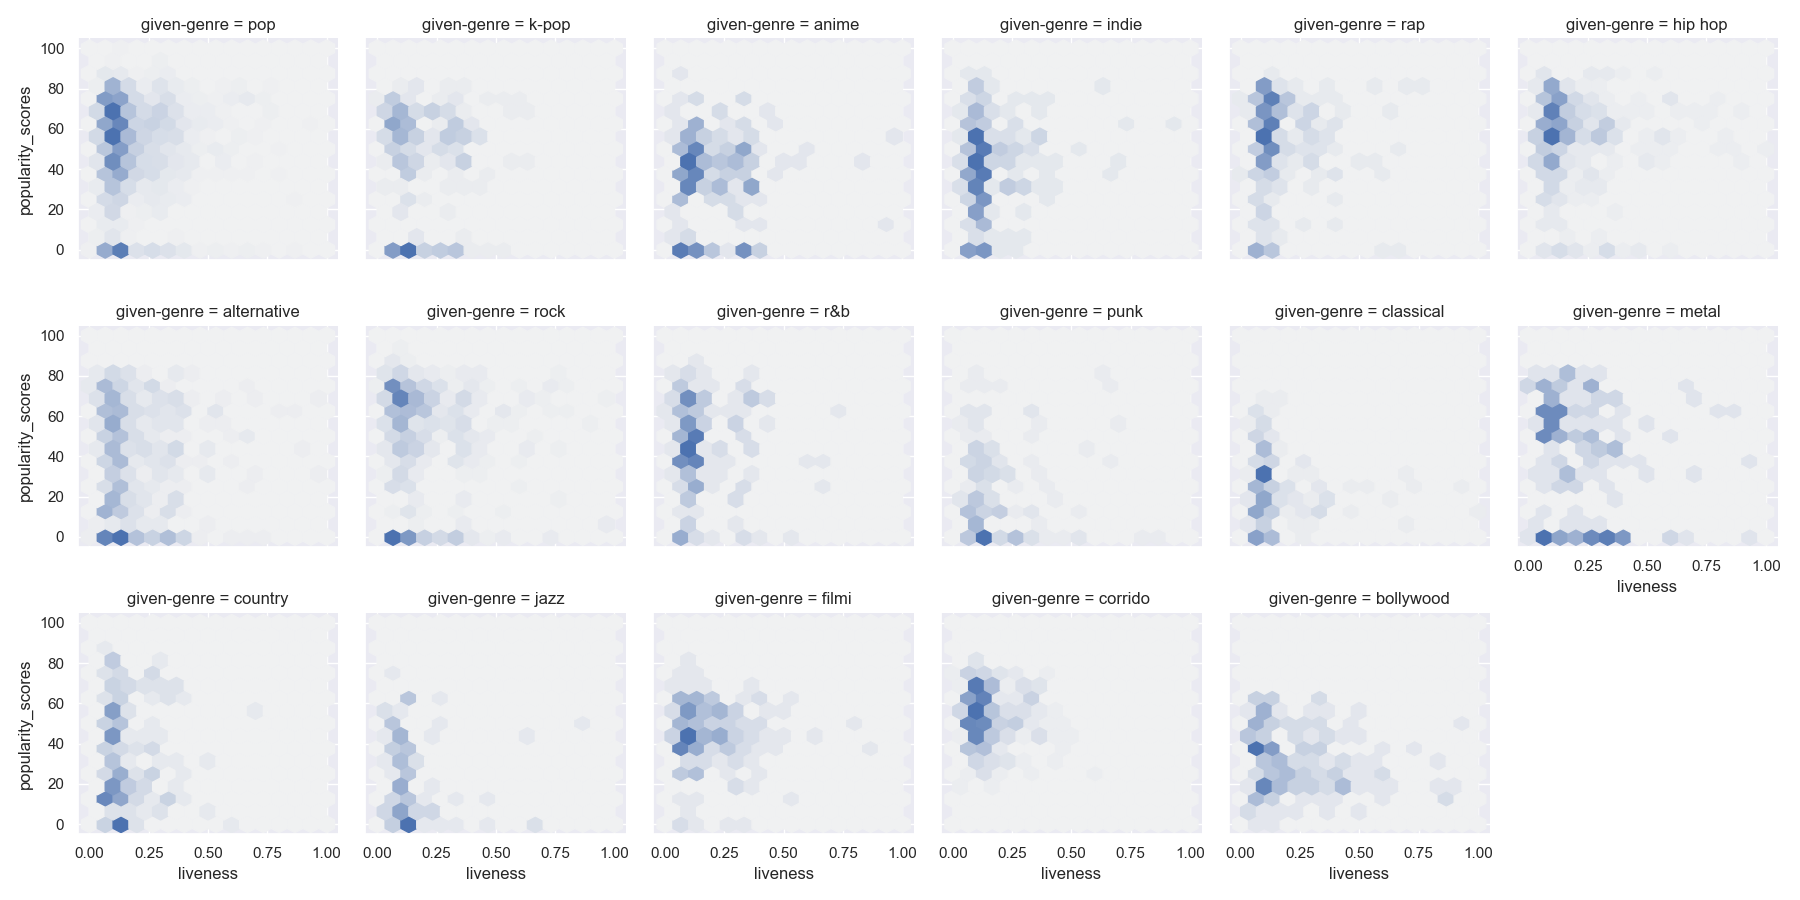 given-genre = pop
given-genre = k-pop
given-genre = anime
given-genre = indie
given-genre = rap
given-genre = hip hop
100
80
60
40
20
0
popularity_scores
given-genre = alternative
given-genre = rock
given-genre = r&b
given-genre = punk
given-genre = classical
given-genre = metal
100
80
60
40
20
0
popularity_scores
0.00 0.25 0.50 0.75 1.00
liveness
given-genre = country
given-genre = jazz
given-genre = filmi
given-genre = corrido
given-genre = bollywood
100
80
60
40
20
0
popularity_scores
0.00 0.25 0.50 0.75 1.00
liveness
0.00 0.25 0.50 0.75 1.00
liveness
0.00 0.25 0.50 0.75 1.00
liveness
0.00 0.25 0.50 0.75 1.00
liveness
0.00 0.25 0.50 0.75 1.00
liveness